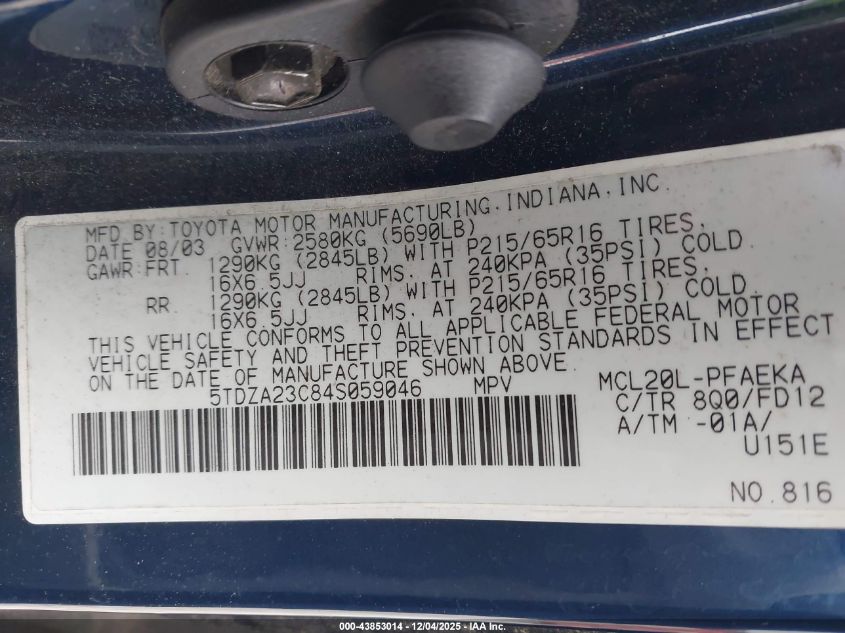 MFD BY:TOYOTA MOTOR MANUFACTURING,INDIANA,INC.
DATE 08/03 GVWR:2580KG (5690LB)
GAWR:FRT 1290KG (2845LB) WITH P215/65R16 TIRES.
16X6.5JJ RIMS. AT 240KPA (35PSI) COLD.
RR 1290KG (2845LB) WITH P215/65R16 TIRES.
16X6.5JJ RIMS. AT 240KPA (35PSI) COLD.
THIS VEHICLE CONFORMS TO ALL APPLICABLE FEDERAL MOTOR
VEHICLE SAFETY AND THEFT PREVENTION STANDARDS IN EFFECT
ON THE DATE OF MANUFACTURE SHOWN ABOVE.
5TDZA23C84S059046 MPV
MCL20L-PFAEKA
C/TR 8Q0/FD12
A/TM -01A/
U151E
NO.816
000-43853014 - 12/04/2025 - IAAI.com